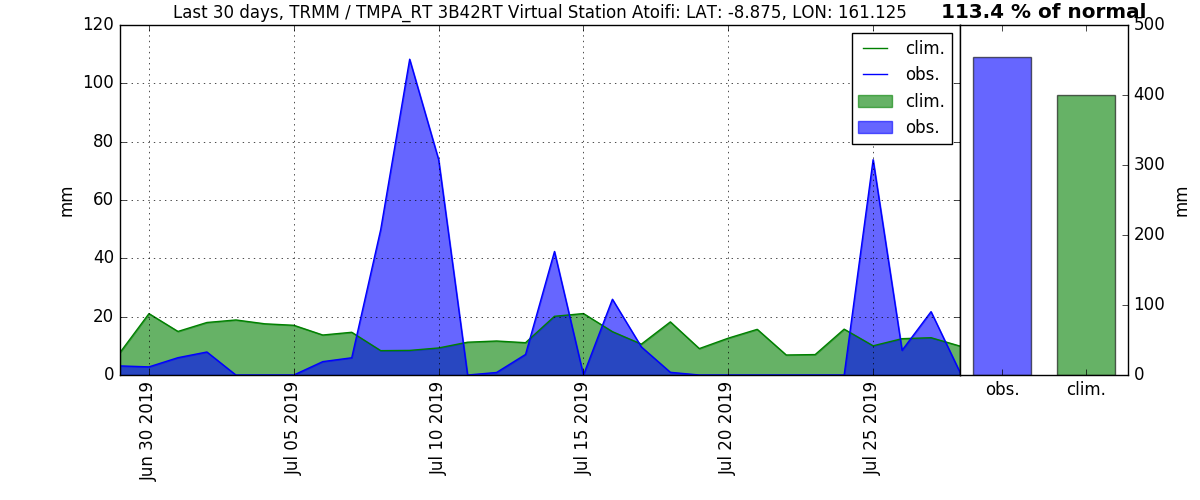 Last 30 days, TRMM / TMPA_RT 3B42RT Virtual Station Atoifi: LAT: -8.875, LON: 161.125
113.4 % of normal
120
100
80
60
40
20
0
mm
clim.
obs.
clim.
obs.
500
400
300
200
100
0
mm
Jun 30 2019
Jul 05 2019
Jul 10 2019
Jul 15 2019
Jul 20 2019
Jul 25 2019
obs.
clim.